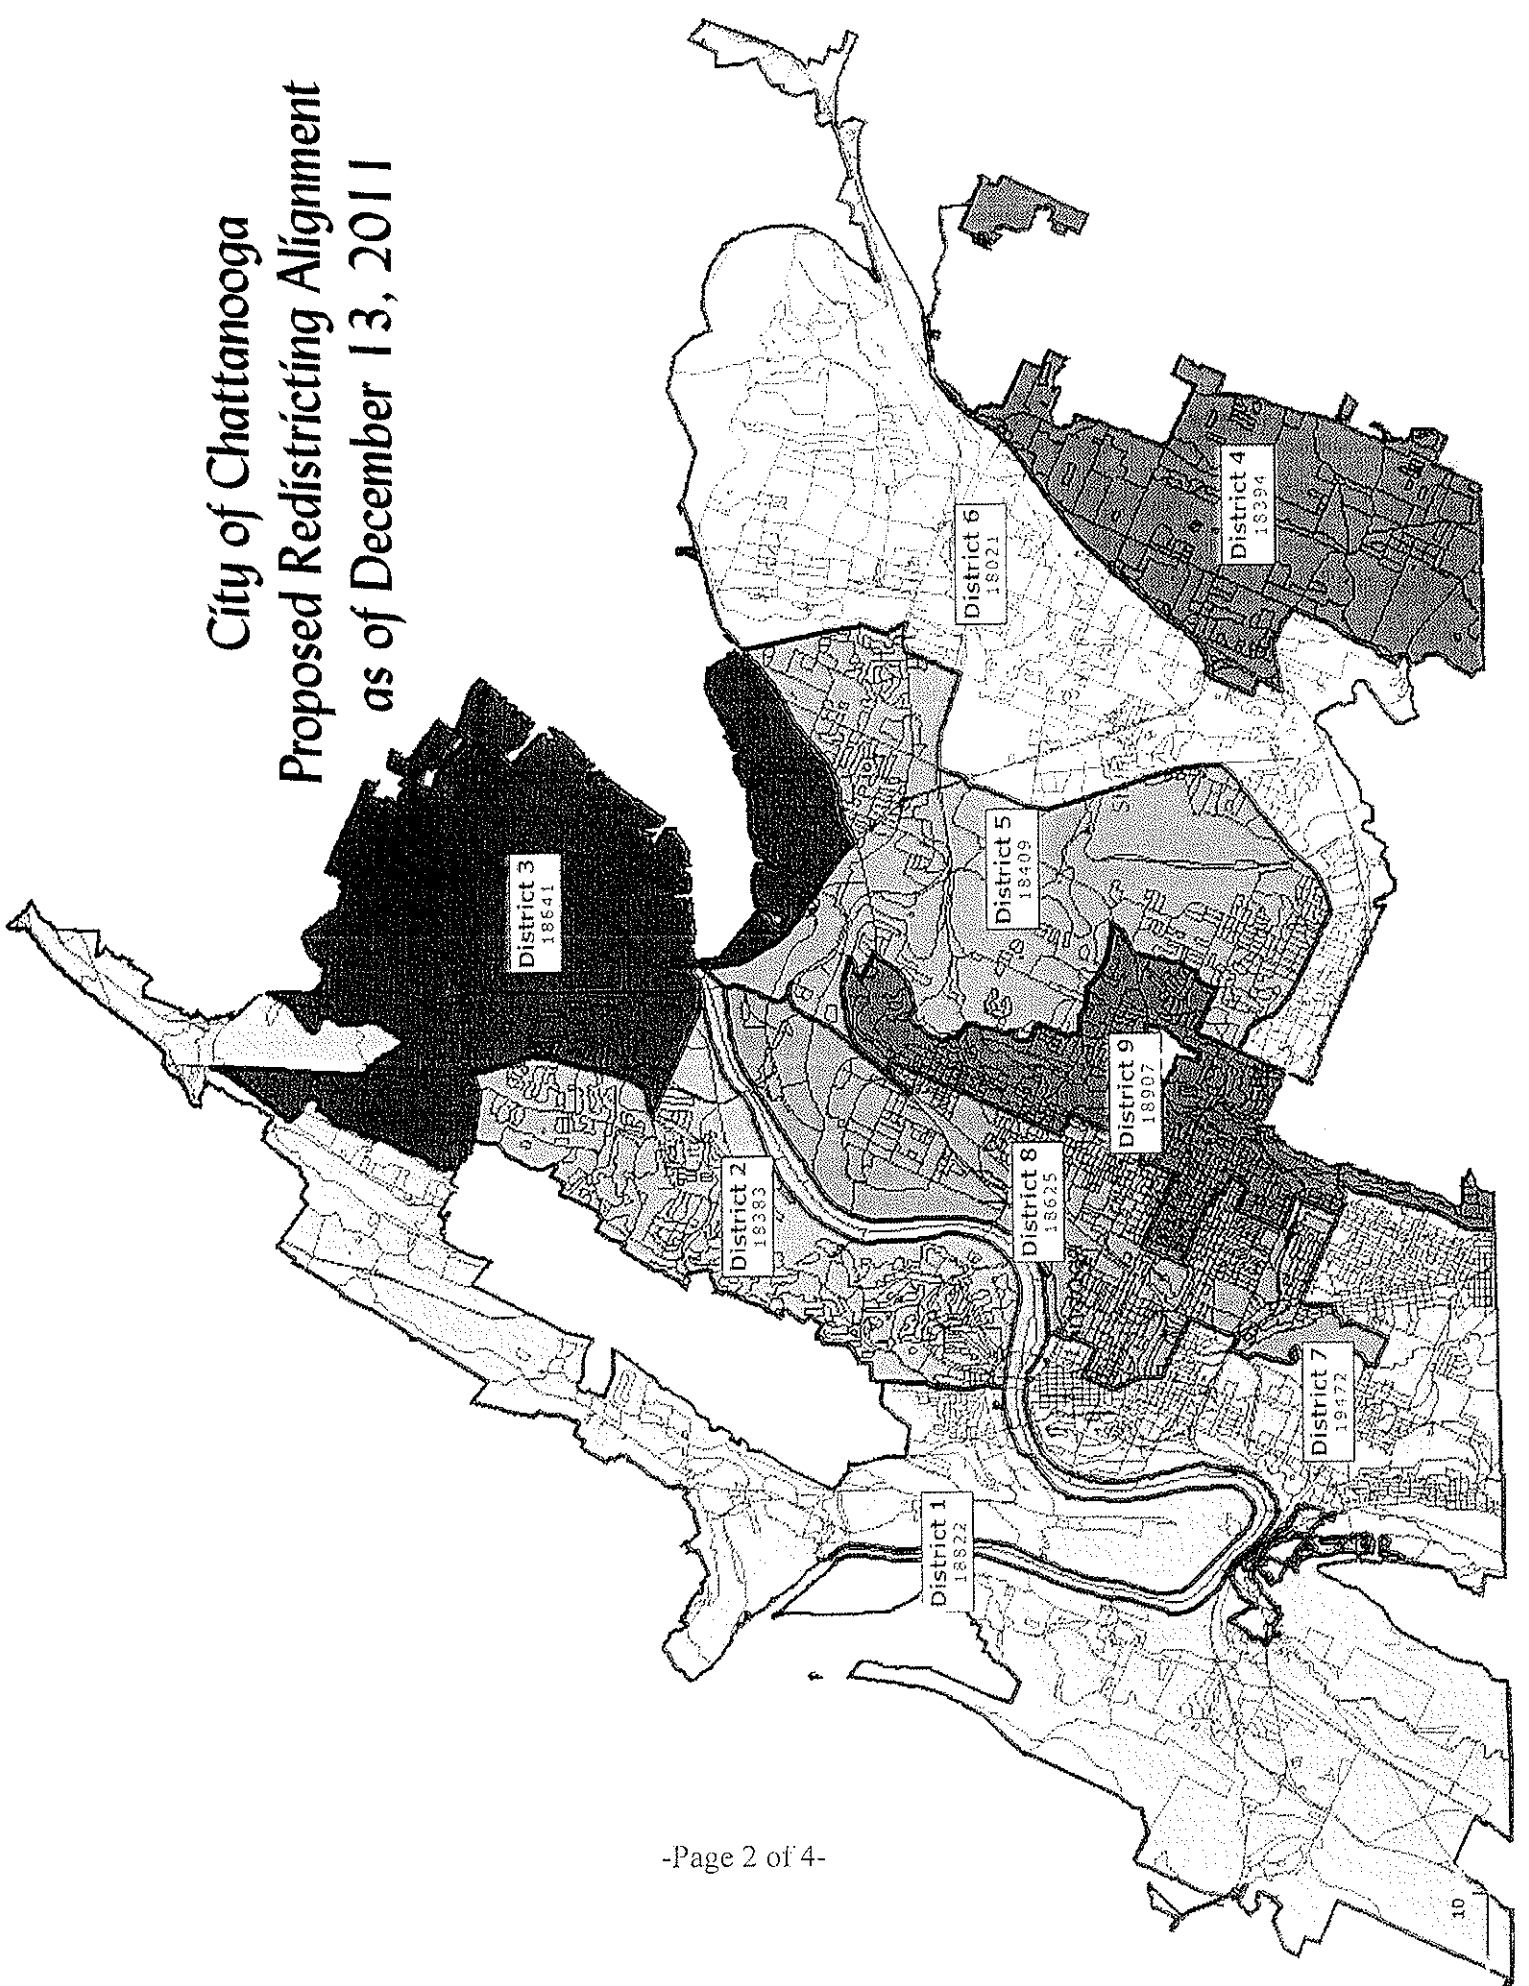 City of Chattanooga
Proposed Redistricting Alignment
as of December 13, 2011
District 3
18641
District 6
18021
District 4
18394
District 5
18409
District 2
18383
District 9
18907
District 8
18625
District 7
19472
District 1
18822
10
-Page 2 of 4-